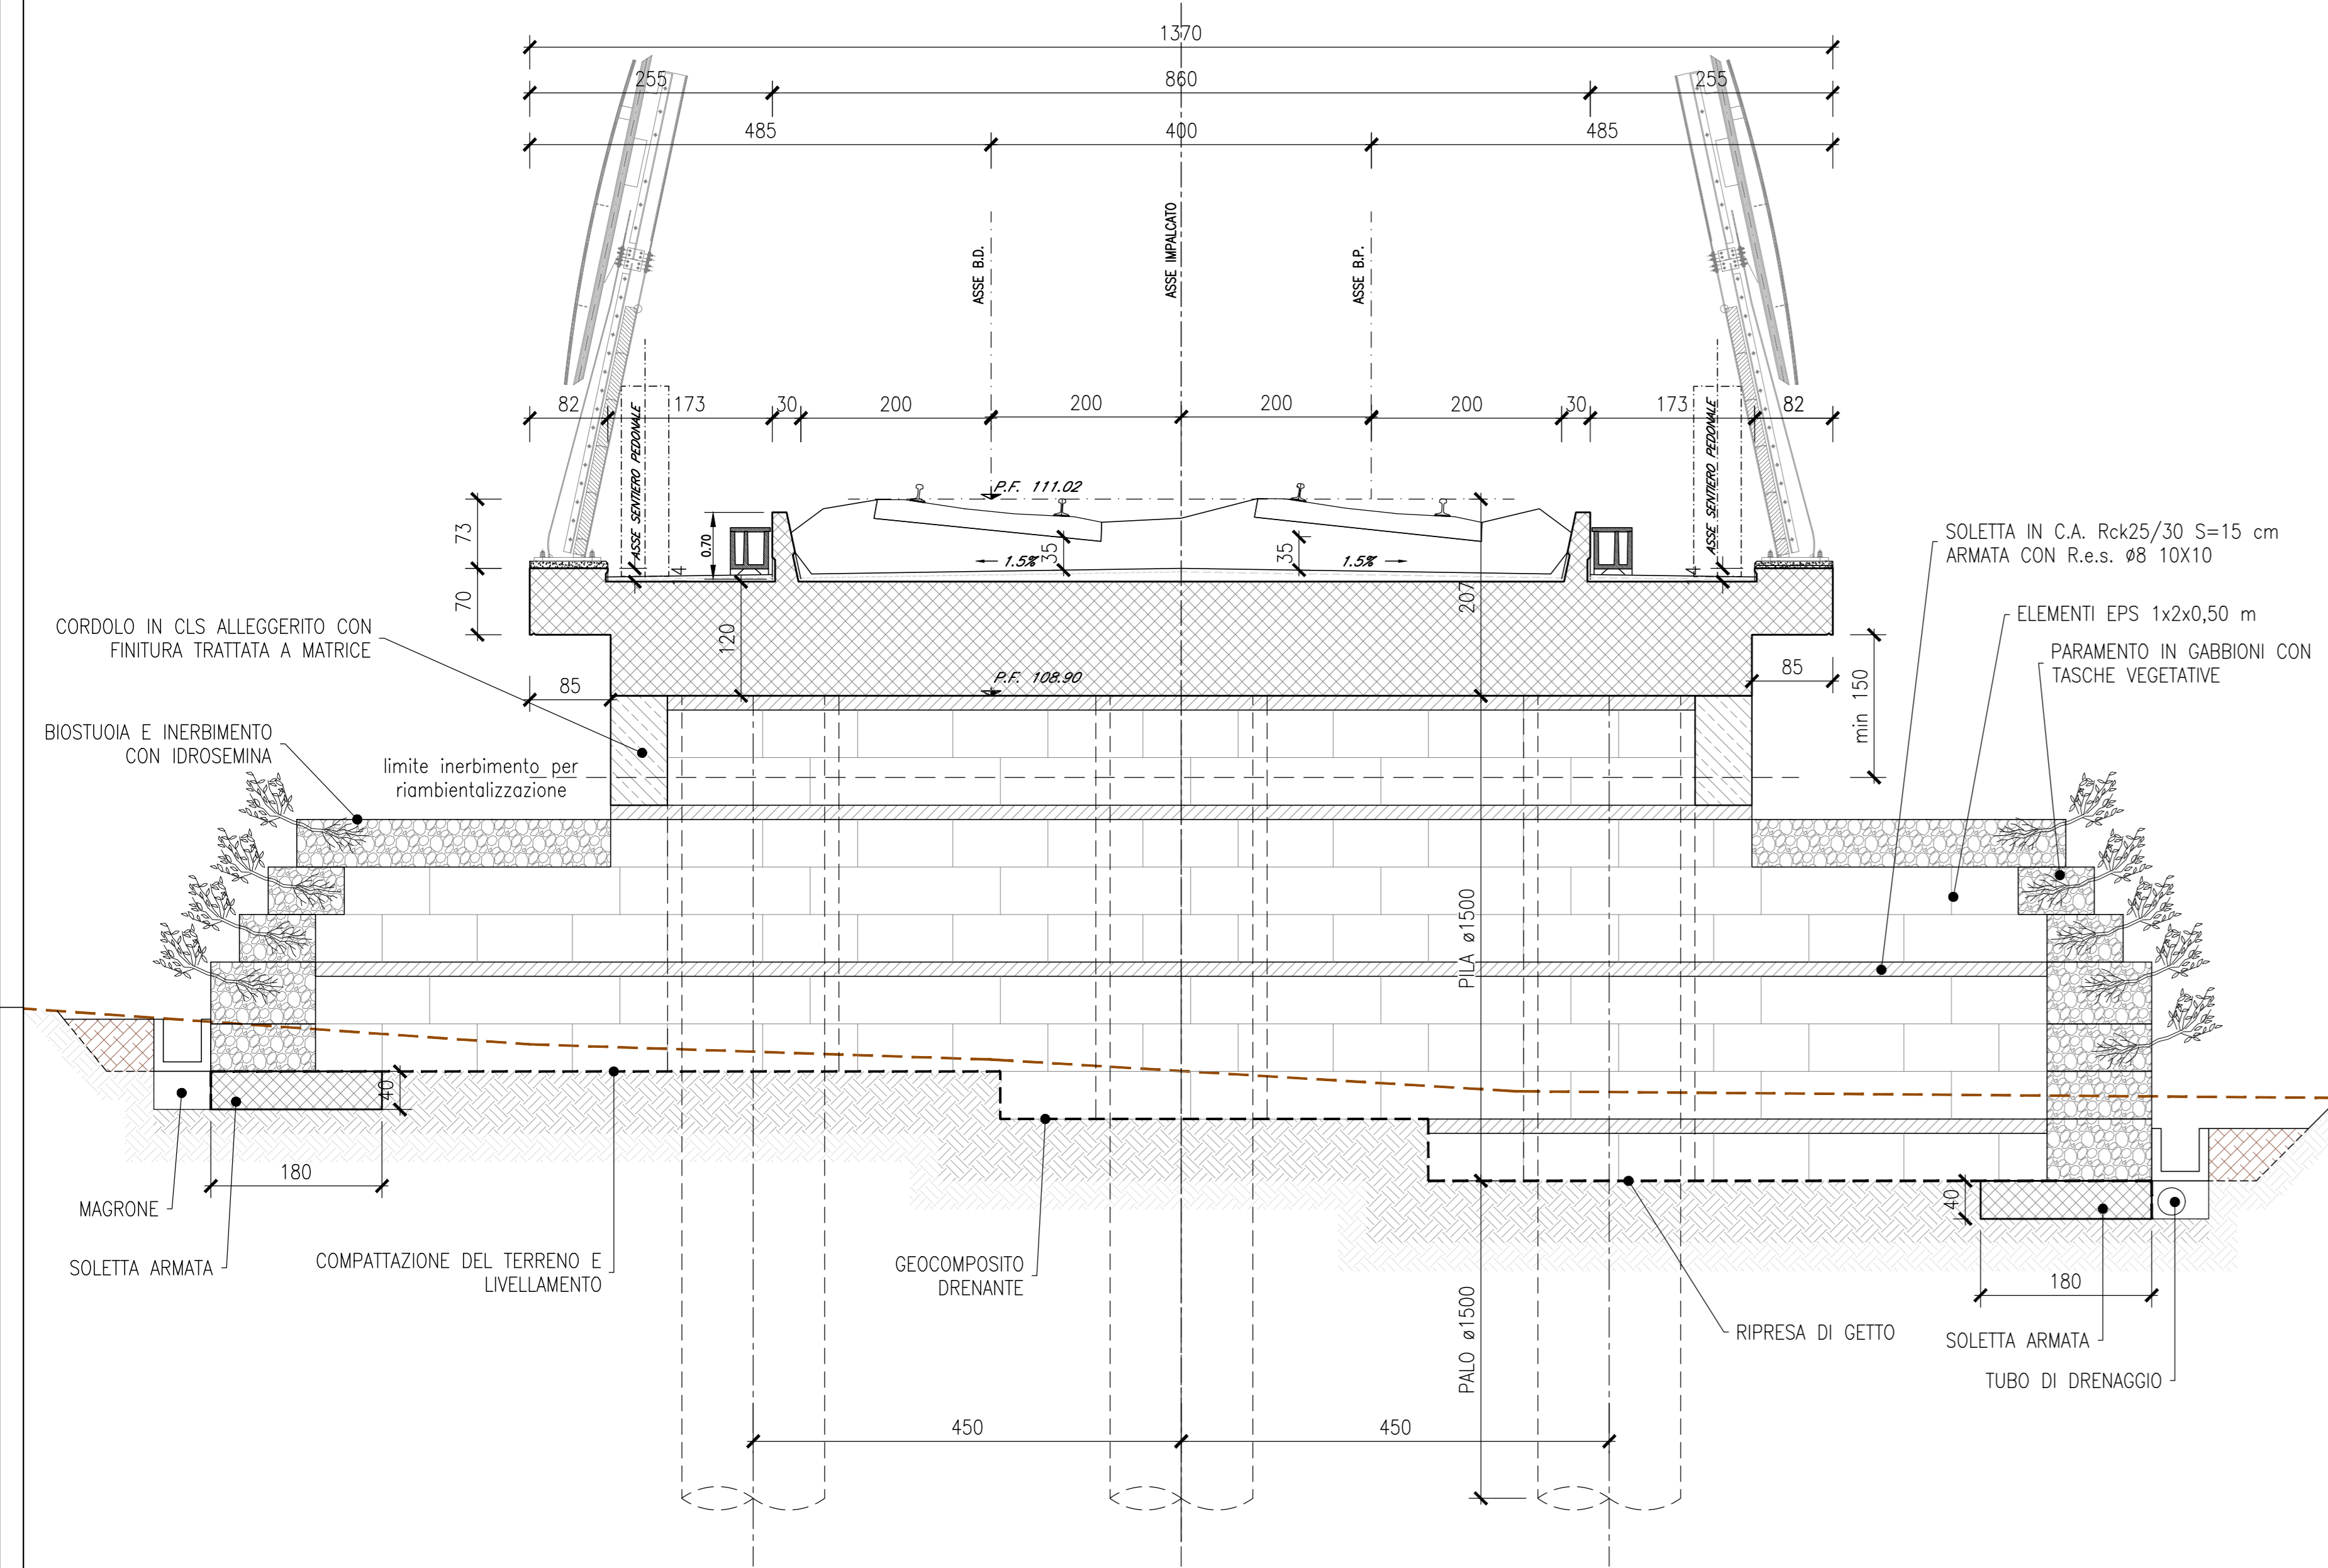 1370
255
860
255
485
400
485
ASSE B.D.
ASSE IMPALCATO
ASSE B.P.
82
173
30
200
200
200
200
30
173
82
ASSE SENTIERO PEDONALE
ASSE SENTIERO PEDONALE
P.F. 111.02
73
0.70
35
35
4
4
1.5%
1.5%
70
120
207
SOLETTA IN C.A. Rck25/30 S=15 cm
ARMATA CON R.e.s. ø8 10X10
ELEMENTI EPS 1x2x0,50 m
PARAMENTO IN GABBIONI CON
TASCHE VEGETATIVE
CORDOLO IN CLS ALLEGGERITO CON
FINITURA TRATTATA A MATRICE
P.F. 108.90
85
85
min 150
BIOSTUOIA E INERBIMENTO
CON IDROSEMINA
limite inerbimento per
riambientalizzazione
PILA ø1500
40
180
MAGRONE
SOLETTA ARMATA
COMPATTAZIONE DEL TERRENO E
LIVELLAMENTO
GEOCOMPOSITO
DRENANTE
PALO ø1500
RIPRESA DI GETTO
40
180
SOLETTA ARMATA
TUBO DI DRENAGGIO
450
450